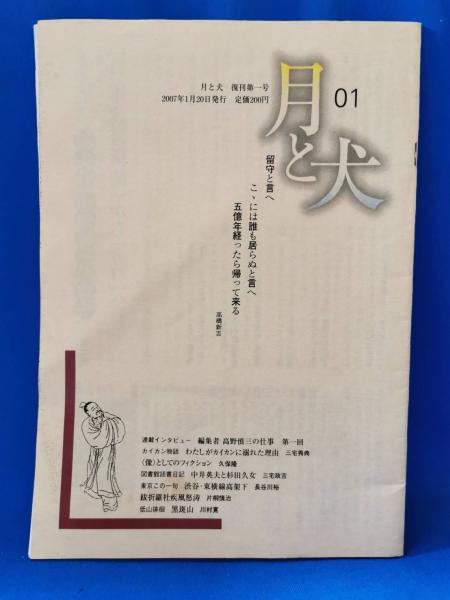 月と犬 復刊第一号
2007年1月20日発行 定価200円
月と犬
01
留守と言へ
こゝには誰も居らぬと言へ
五億年経ったら帰って来る
高橋新吉
連載インタビュー 編集者 高野慎三の仕事 第一回
カイカン物語 わたしがカイカンに溺れた理由 三宅秀典
〈像〉としてのフィクション 久保隆
図書館読書日記 中井英夫と杉田久女 三宅政吉
東京この一句 渋谷・東横線高架下 長谷川裕
跋折羅社疾風怒涛 片桐慎治
低山徘徊 黒斑山 川村寛